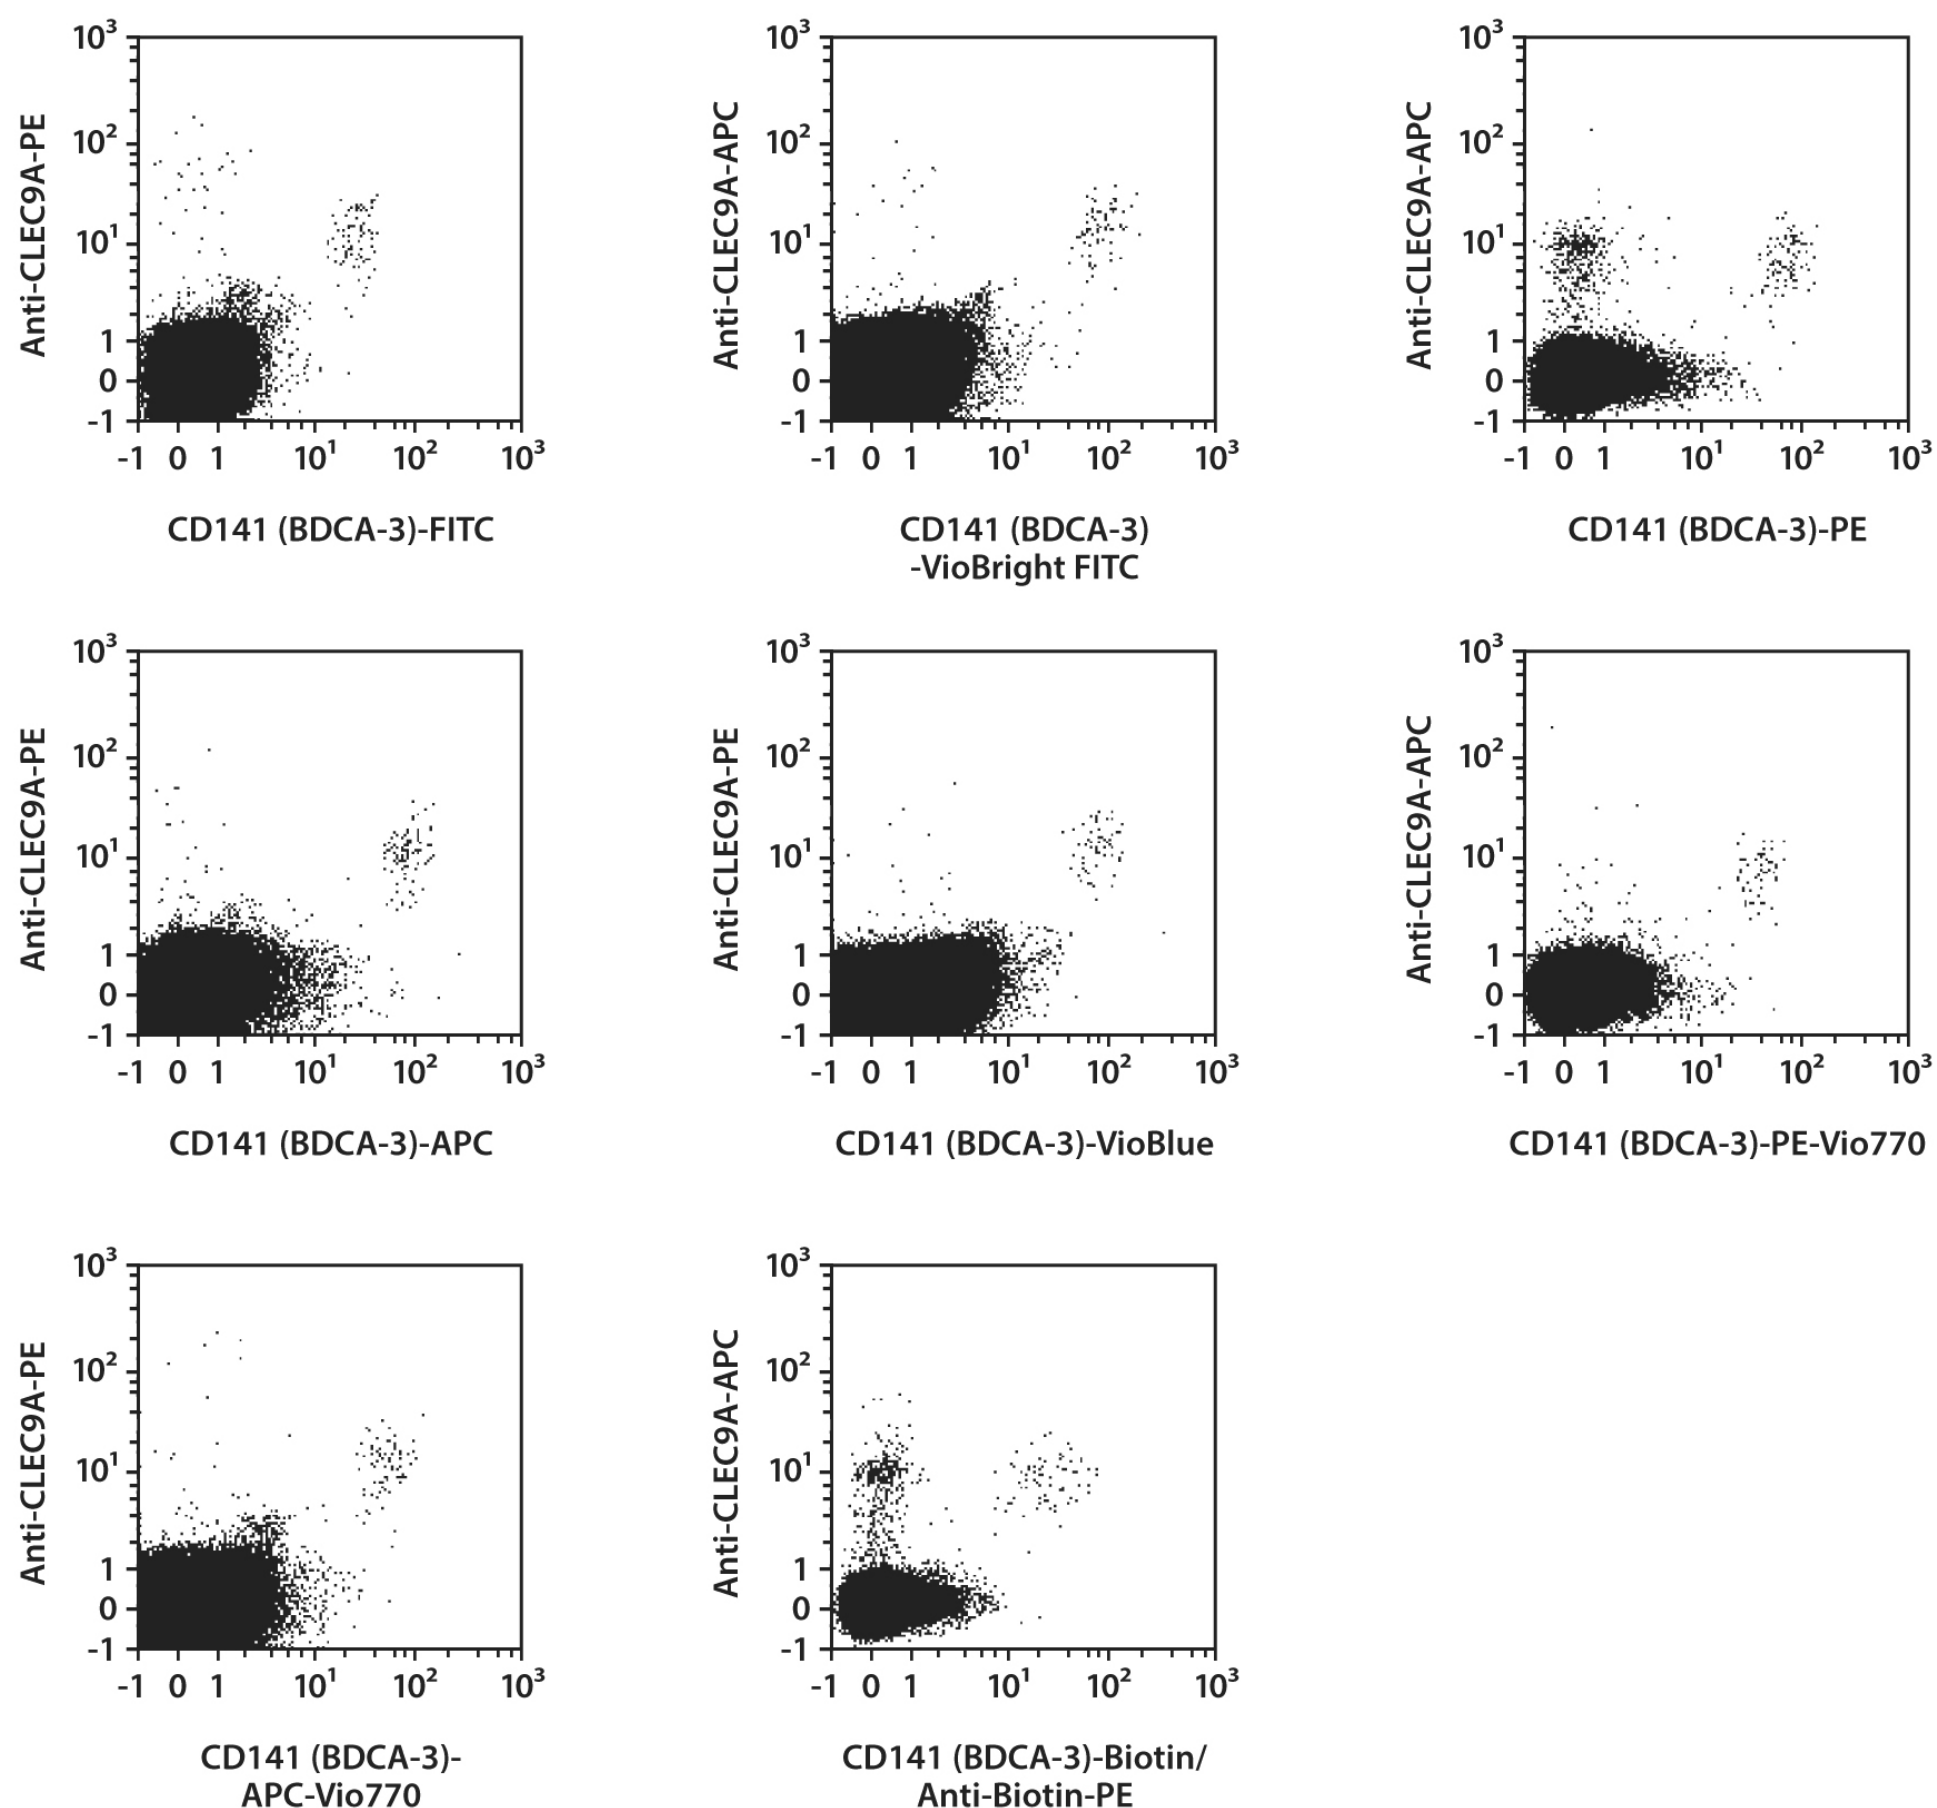 10³
10²
10¹
1
0
-1
-1 0 1 10¹ 10² 10³
Anti-CLEC9A-PE
CD141 (BDCA-3)-FITC
10³
10²
10¹
1
0
-1
-1 0 1 10¹ 10² 10³
Anti-CLEC9A-APC
CD141 (BDCA-3)
-VioBright FITC
10³
10²
10¹
1
0
-1
-1 0 1 10¹ 10² 10³
Anti-CLEC9A-APC
CD141 (BDCA-3)-PE
10³
10²
10¹
1
0
-1
-1 0 1 10¹ 10² 10³
Anti-CLEC9A-PE
CD141 (BDCA-3)-APC
10³
10²
10¹
1
0
-1
-1 0 1 10¹ 10² 10³
Anti-CLEC9A-PE
CD141 (BDCA-3)-VioBlue
10³
10²
10¹
1
0
-1
-1 0 1 10¹ 10² 10³
Anti-CLEC9A-APC
CD141 (BDCA-3)-PE-Vio770
10³
10²
10¹
1
0
-1
-1 0 1 10¹ 10² 10³
Anti-CLEC9A-PE
CD141 (BDCA-3)-
APC-Vio770
10³
10²
10¹
1
0
-1
-1 0 1 10¹ 10² 10³
Anti-CLEC9A-APC
CD141 (BDCA-3)-Biotin/
Anti-Biotin-PE